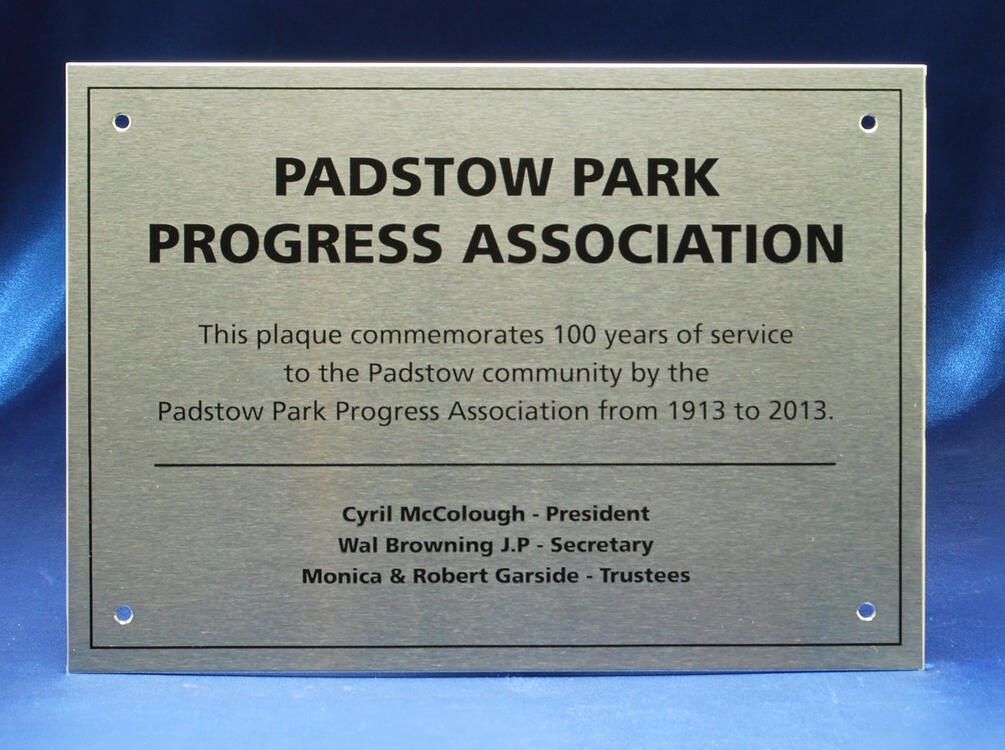 PADSTOW PARK
PROGRESS ASSOCIATION
This plaque commemorates 100 years of service
to the Padstow community by the
Padstow Park Progress Association from 1913 to 2013.
Cyril McColough - President
Wal Browning J.P - Secretary
Monica & Robert Garside - Trustees